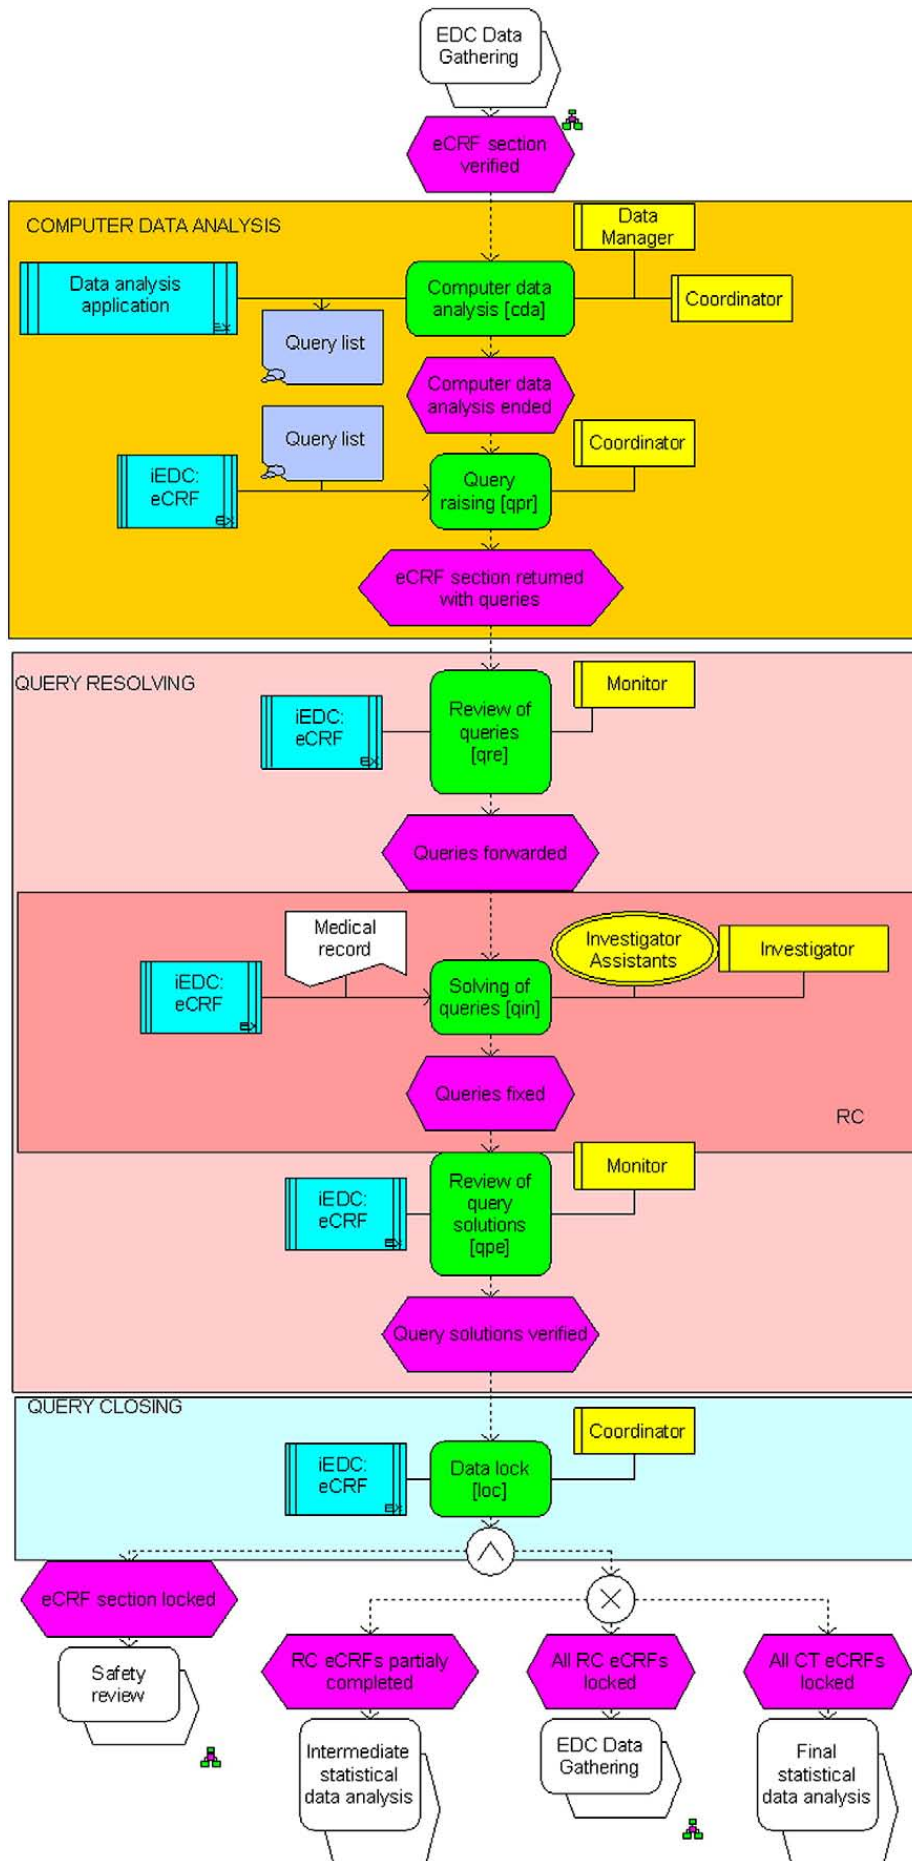 EDC Data
Gathering
eCRF section
verified
COMPUTER DATA ANALYSIS
Data
Manager
Data analysis
application
Computer data
analysis [cda]
Coordinator
Query list
Computer data
analysis ended
Query list
Coordinator
iEDC:
eCRF
Query
raising [qpr]
eCRF section returned
with queries
QUERY RESOLVING
iEDC:
eCRF
Review of
queries
[qre]
Monitor
Queries forwarded
Medical
record
Investigator
Assistants
Investigator
iEDC:
eCRF
Solving of
queries [qin]
Queries fixed
RC
iEDC:
eCRF
Review of
query
solutions
[qpe]
Monitor
Query solutions verified
QUERY CLOSING
iEDC:
eCRF
Data lock
[loc]
Coordinator
eCRF section locked
Safety
review
RC eCRFs partialy
completed
All RC eCRFs
locked
All CT eCRFs
locked
Intermediate
statistical
data analysis
EDC Data
Gathering
Final
statistical
data analysis